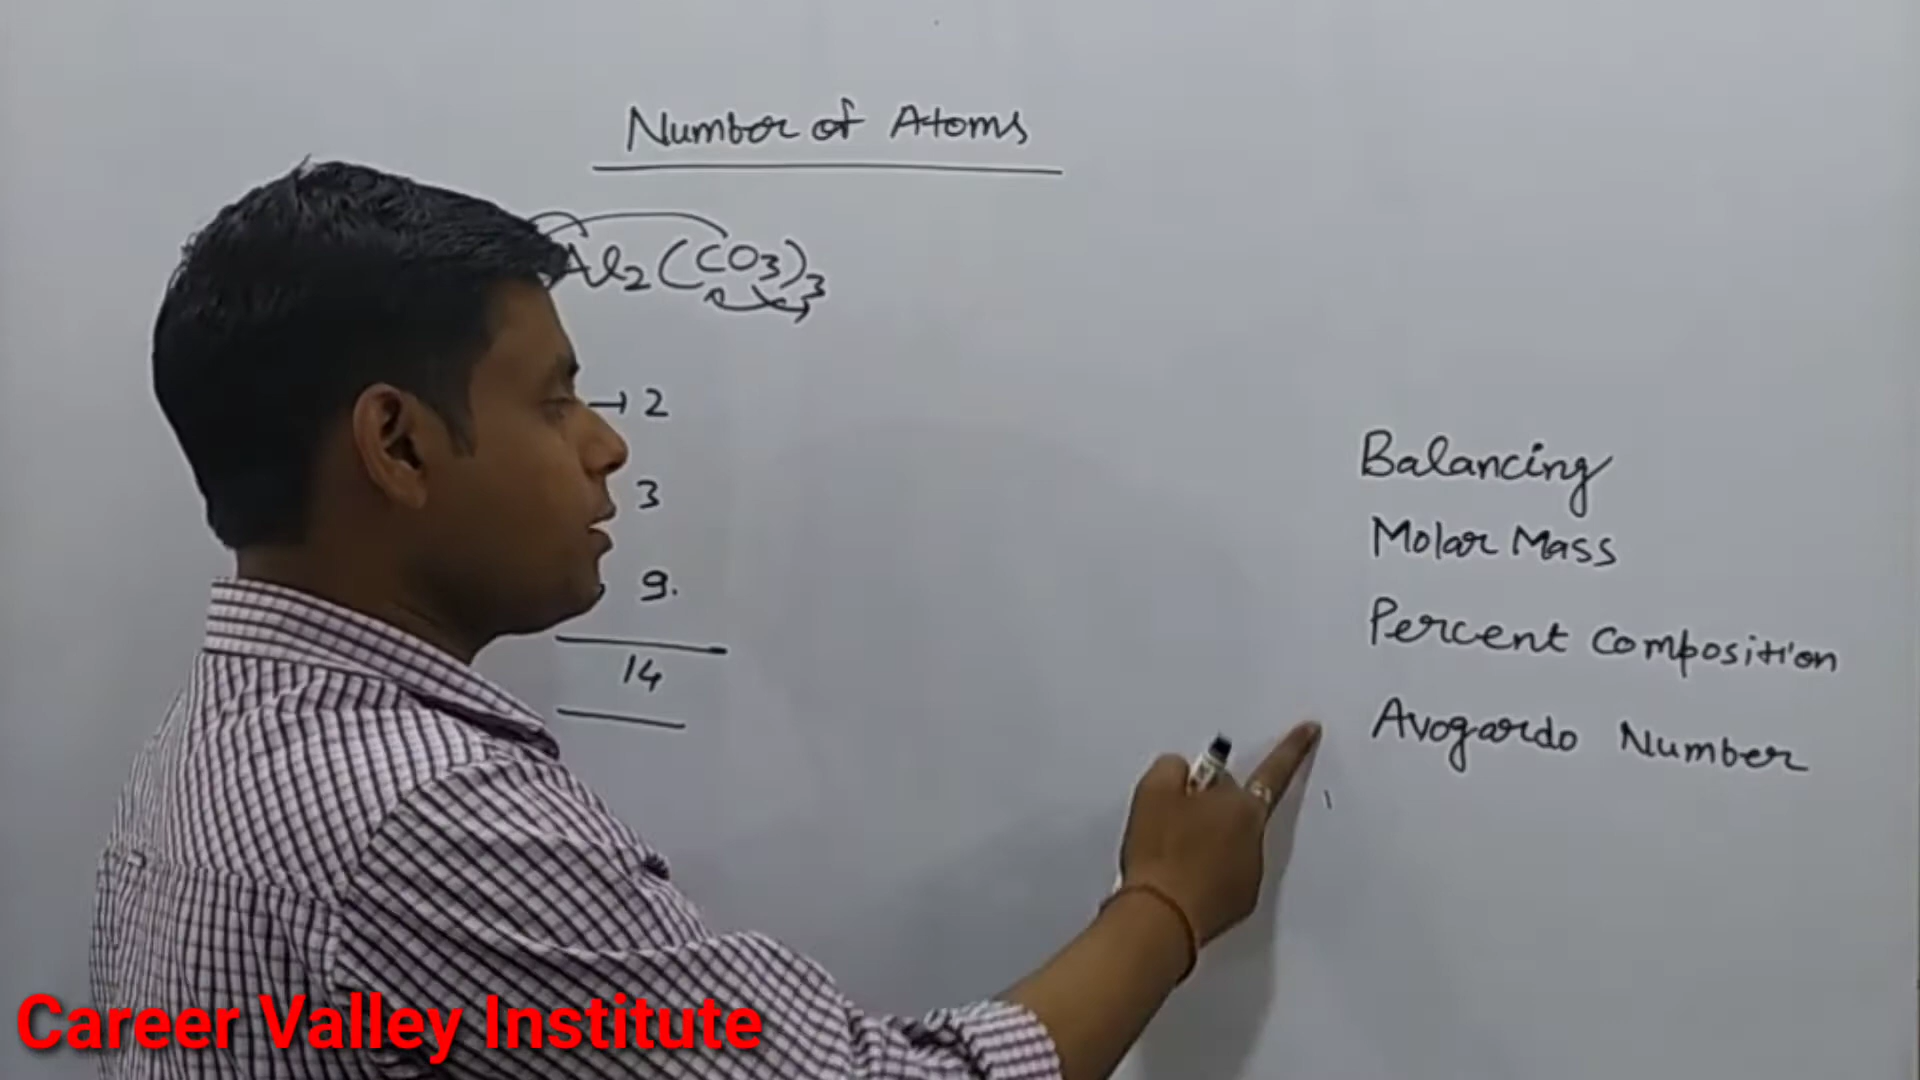 Number of Atoms
Al2(CO3)3
→ 2
3
9.
14
Balancing
Molar Mass
Percent Composition
Avogardo Number
Career Valley Institute